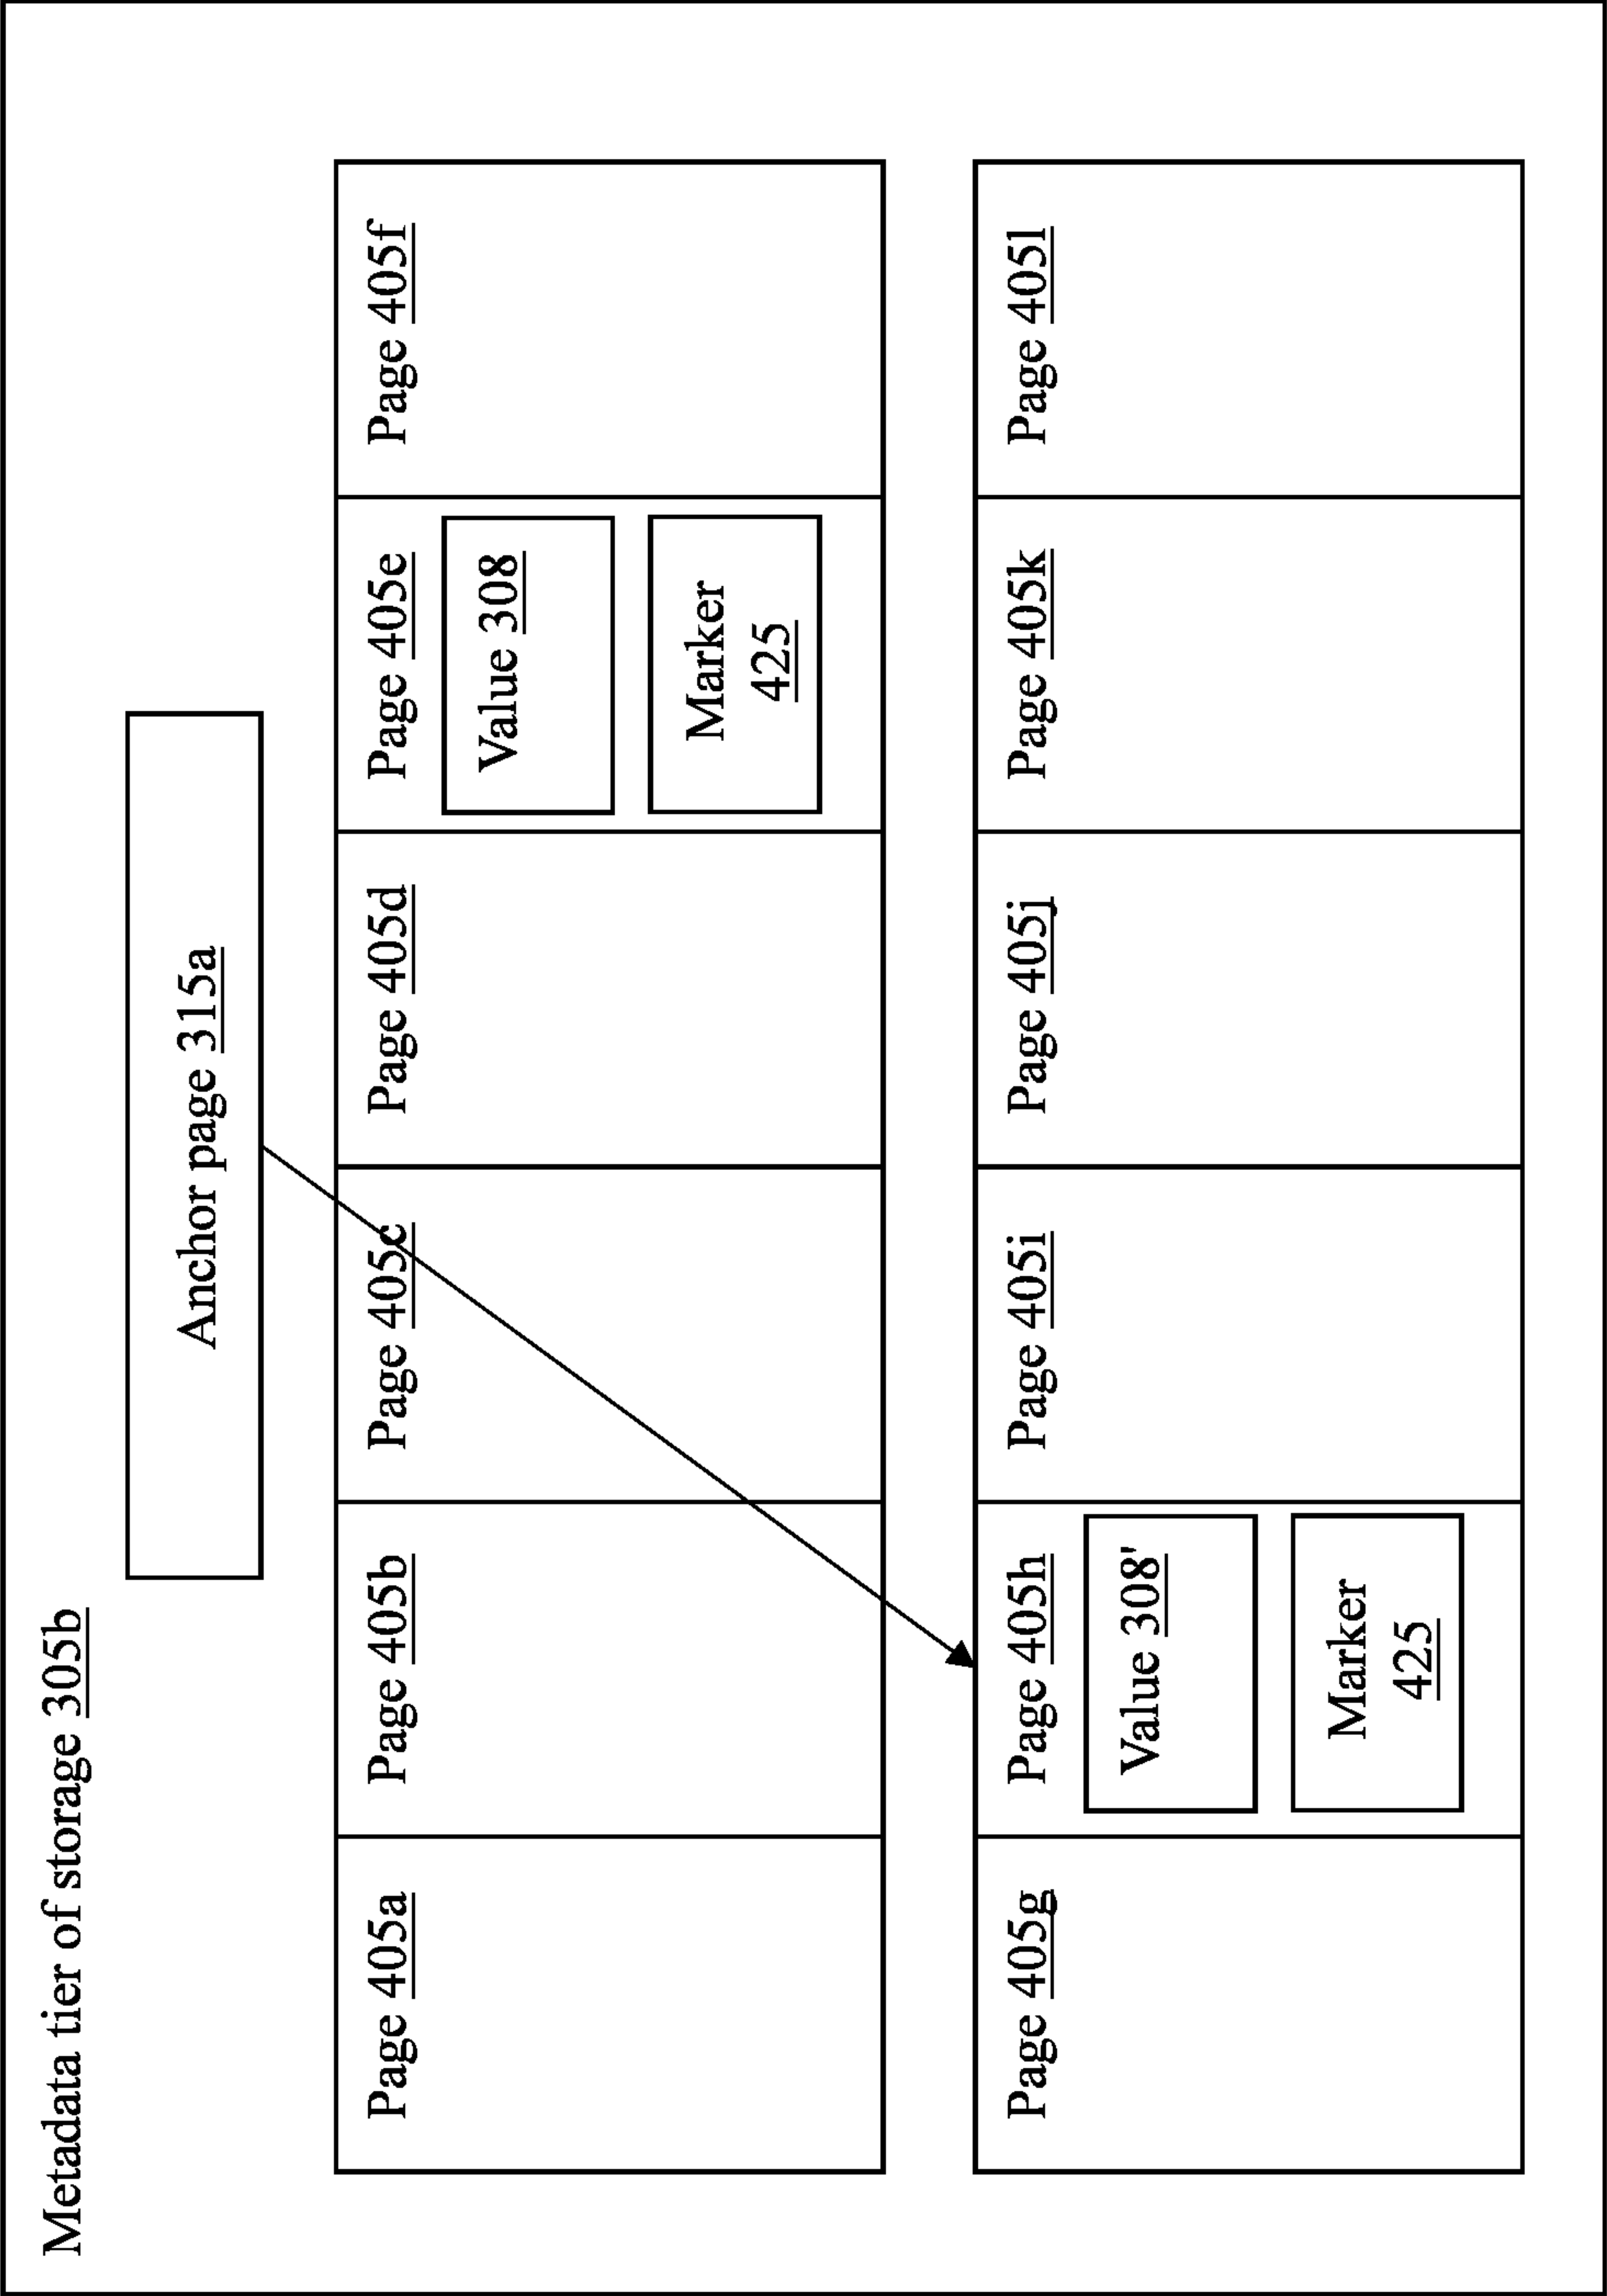 Metadata tier of storage 305b
Anchor page 315a
Page 405a
Page 405b
Page 405c
Page 405d
Page 405e
Value 308
Marker
425
Page 405f
Page 405g
Page 405h
Value 308'
Marker
425
Page 405i
Page 405j
Page 405k
Page 405l